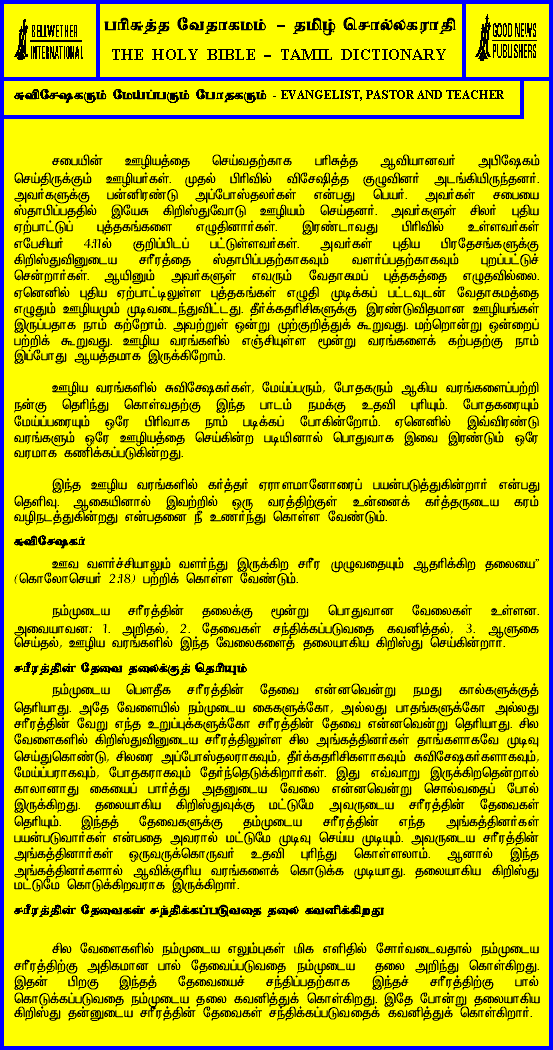 BELLWETHER
INTERNATIONAL
பரிசுத்த வேதாகமம் – தமிழ் சொல்லகராதி
THE HOLY BIBLE – TAMIL DICTIONARY
GOOD NEWS
PUBLISHERS
சுவிசேஷகரும் மேய்ப்பரும் போதகரும் - EVANGELIST, PASTOR AND TEACHER
சபையின் ஊழியத்தை செய்வதற்காக பரிசுத்த ஆவியானவர் அபிஷேகம்
செய்திருக்கும் ஊழியர்கள். முதல் பிரிவில் விசேஷித்த குழுவினர் அடங்கியிருந்தனர்.
அவர்களுக்கு பன்னிரண்டு அப்போஸ்தலர்கள் என்பது பெயர். அவர்கள் சபையை
ஸ்தாபிப்பதில் இயேசு கிறிஸ்துவோடு ஊழியம் செய்தனர். அவர்களுள் சிலர் புதிய
ஏற்பாட்டுப் புத்தகங்களை எழுதினார்கள். இரண்டாவது பிரிவில் உள்ளவர்கள்
எபேசியர் 4:11ல் குறிப்பிடப் பட்டுள்ளவர்கள். அவர்கள் புதிய பிரதேசங்களுக்கு
கிறிஸ்துவினுடைய சரீரத்தை ஸ்தாபிப்பதற்காகவும் வளர்ப்பதற்காகவும் புறப்பட்டுச்
சென்றார்கள். ஆயினும் அவர்களுள் எவரும் வேதாகமப் புத்தகத்தை எழுதவில்லை.
ஏனெனில் புதிய ஏற்பாட்டிலுள்ள புத்தகங்கள் எழுதி முடிக்கப் பட்டவுடன் வேதாகமத்தை
எழுதும் ஊழியமும் முடிவடைந்துவிட்டது. தீர்க்கதரிசிகளுக்கு இரண்டுவிதமான ஊழியங்கள்
இருப்பதாக நாம் கற்றோம். அவற்றுள் ஒன்று முற்குறித்துக் கூறுவது. மற்றொன்று ஒன்றைப்
பற்றிக் கூறுவது. ஊழிய வரங்களில் எஞ்சியுள்ள மூன்று வரங்களைக் கற்பதற்கு நாம்
இப்போது ஆயத்தமாக இருக்கிறோம்.
ஊழிய வரங்களில் சுவிசேஷகர்கள், மேய்ப்பரும், போதகரும் ஆகிய வரங்களைப்பற்றி
நன்கு தெரிந்து கொள்வதற்கு இந்த பாடம் நமக்கு உதவி புரியும். போதகரையும்
மேய்ப்பரையும் ஒரே பிரிவாக நாம் படிக்கப் போகின்றோம். ஏனெனில் இவ்விரண்டு
வரங்களும் ஒரே ஊழியத்தை செய்கின்ற படியினால் பொதுவாக இவை இரண்டும் ஒரே
வரமாக கணிக்கப்படுகின்றது.
இந்த ஊழிய வரங்களில் கர்த்தர் ஏராளமானோரைப் பயன்படுத்துகின்றார் என்பது
தெளிவு. ஆகையினால் இவற்றில் ஒரு வரத்திற்குள் உன்னைக் கர்த்தருடைய கரம்
வழிநடத்துகின்றது என்பதனை நீ உணர்ந்து கொள்ள வேண்டும்.
சுவிசேஷகர்
ஊவ வளர்ச்சியாலும் வளர்ந்து இருக்கிற சரீர முழுவதையும் ஆதரிக்கிற தலையை”
(கொலோசெயர் 2:18) பற்றிக் கொள்ள வேண்டும்.
நம்முடைய சரீரத்தின் தலைக்கு மூன்று பொதுவான வேலைகள் உள்ளன.
அவையாவன: 1. அறிதல், 2. தேவைகள் சந்திக்கப்படுவதை கவனித்தல், 3. ஆளுகை
செய்தல், ஊழிய வரங்களில் இந்த வேலைகளைத் தலையாகிய கிறிஸ்து செய்கின்றார்.
சரீரத்தின் தேவை தலைக்குத் தெரியும்
நம்முடைய பௌதீக சரீரத்தின் தேவை என்னவென்று நமது கால்களுக்குத்
தெரியாது. அதே வேளையில் நம்முடைய கைகளுக்கோ, அல்லது பாதங்களுக்கோ அல்லது
சரீரத்தின் வேறு எந்த உறுப்புக்களுக்கோ சரீரத்தின் தேவை என்னவென்று தெரியாது. சில
வேளைகளில் கிறிஸ்துவினுடைய சரீரத்திலுள்ள சில அங்கத்தினர்கள் தாங்களாகவே முடிவு
செய்துகொண்டு, சிலரை அப்போஸ்தலராகவும், தீர்க்கதரிசிகளாகவும் சுவிஷேகர்களாகவும்,
மேய்ப்பராகவும், போதகராகவும் தேர்ந்தெடுக்கிறார்கள். இது எவ்வாறு இருக்கிறதென்றால்
காலானாது கையைப் பார்த்து அதனுடைய வேலை என்னவென்று சொல்வதைப் போல்
இருக்கிறது. தலையாகிய கிறிஸ்துவுக்கு மட்டுமே அவருடைய சரீரத்தின் தேவைகள்
தெரியும். இந்தத் தேவைகளுக்கு தம்முடைய சரீரத்தின் எந்த அங்கத்தினர்கள்
பயன்படுவார்கள் என்பதை அவரால் மட்டுமே முடிவு செய்ய முடியும். அவருடைய சரீரத்தின்
அங்கத்தினார்கள் ஒருவருக்கொருவர் உதவி புரிந்து கொள்ளலாம். ஆனால் இந்த
அங்கத்தினர்களால் ஆவிக்குரிய வரங்களைக் கொடுக்க முடியாது. தலையாகிய கிறிஸ்து
மட்டுமே கொடுக்கிறவராக இருக்கிறார்.
சரீரத்தின் தேவைகள் சந்திக்கப்படுவதை தலை கவனிக்கிறது
சில வேளைகளில் நம்முடைய எலும்புகள் மிக எளிதில் சோர்வடைவதால் நம்முடைய
சரீரத்திற்கு அதிகமான பால் தேவைப்படுவதை நம்முடைய தலை அறிந்து கொள்கிறது.
இதன் பிறகு இந்தத் தேவையைச் சந்திப்பதற்காக இந்தச் சரீரத்திற்கு பால்
கொடுக்கப்படுவதை நம்முடைய தலை கவனித்துக் கொள்கிறது. இதே போன்று தலையாகிய
கிறிஸ்து தன்னுடைய சரீரத்தின் தேவைகள் சந்திக்கப்படுவதைக் கவனித்துக் கொள்கிறார்.